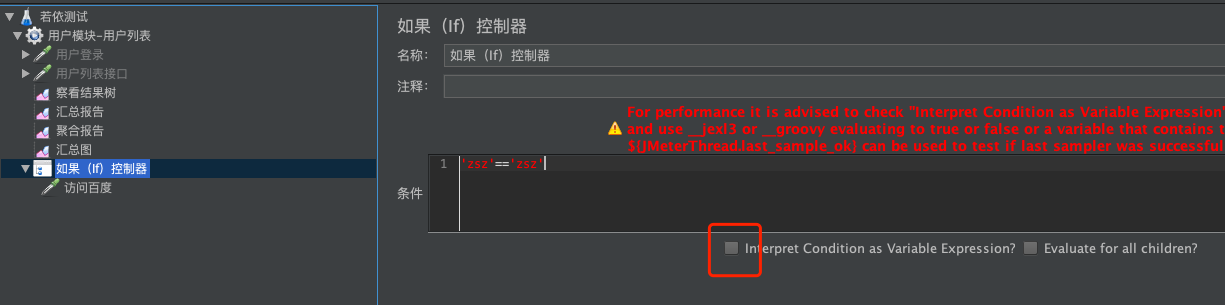 若依测试
用户模块-用户列表
用户登录
用户列表接口
察看结果树
汇总报告
聚合报告
汇总图
如果（If）控制器
访问百度
如果（If）控制器
名称： 如果（If）控制器
注释：
For performance it is advised to check "Interpret Condition as Variable Expression"
and use __jexl3 or __groovy evaluating to true or false or a variable that contains t
${JMeterThread.last_sample_ok} can be used to test if last sampler was successful
条件
1 'zsz'=='zsz'
Interpret Condition as Variable Expression? Evaluate for all children?